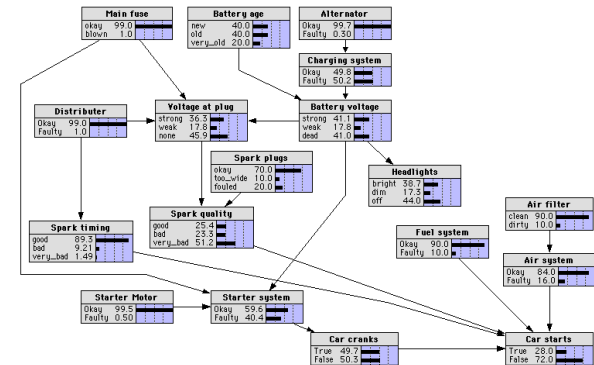 Main fuse
okay 99.0
blown 1.0
Battery age
new 40.0
old 40.0
very_old 20.0
Alternator
Okay 99.7
Faulty 0.30
Charging system
Okay 49.8
Faulty 50.2
Distributer
Okay 99.0
Faulty 1.0
Voltage at plug
strong 36.3
weak 17.8
none 45.9
Battery voltage
strong 41.1
weak 17.8
dead 41.0
Spark plugs
okay 70.0
too_wide 10.0
fouled 20.0
Headlights
bright 38.7
dim 17.3
off 44.0
Air filter
clean 90.0
dirty 10.0
Spark timing
good 89.3
bad 9.21
very_bad 1.49
Spark quality
good 25.4
bad 23.3
very_bad 51.2
Fuel system
Okay 90.0
Faulty 10.0
Air system
Okay 84.0
Faulty 16.0
Starter Motor
Okay 99.5
Faulty 0.50
Starter system
Okay 59.6
Faulty 40.4
Car cranks
True 49.7
False 50.3
Car starts
True 28.0
False 72.0